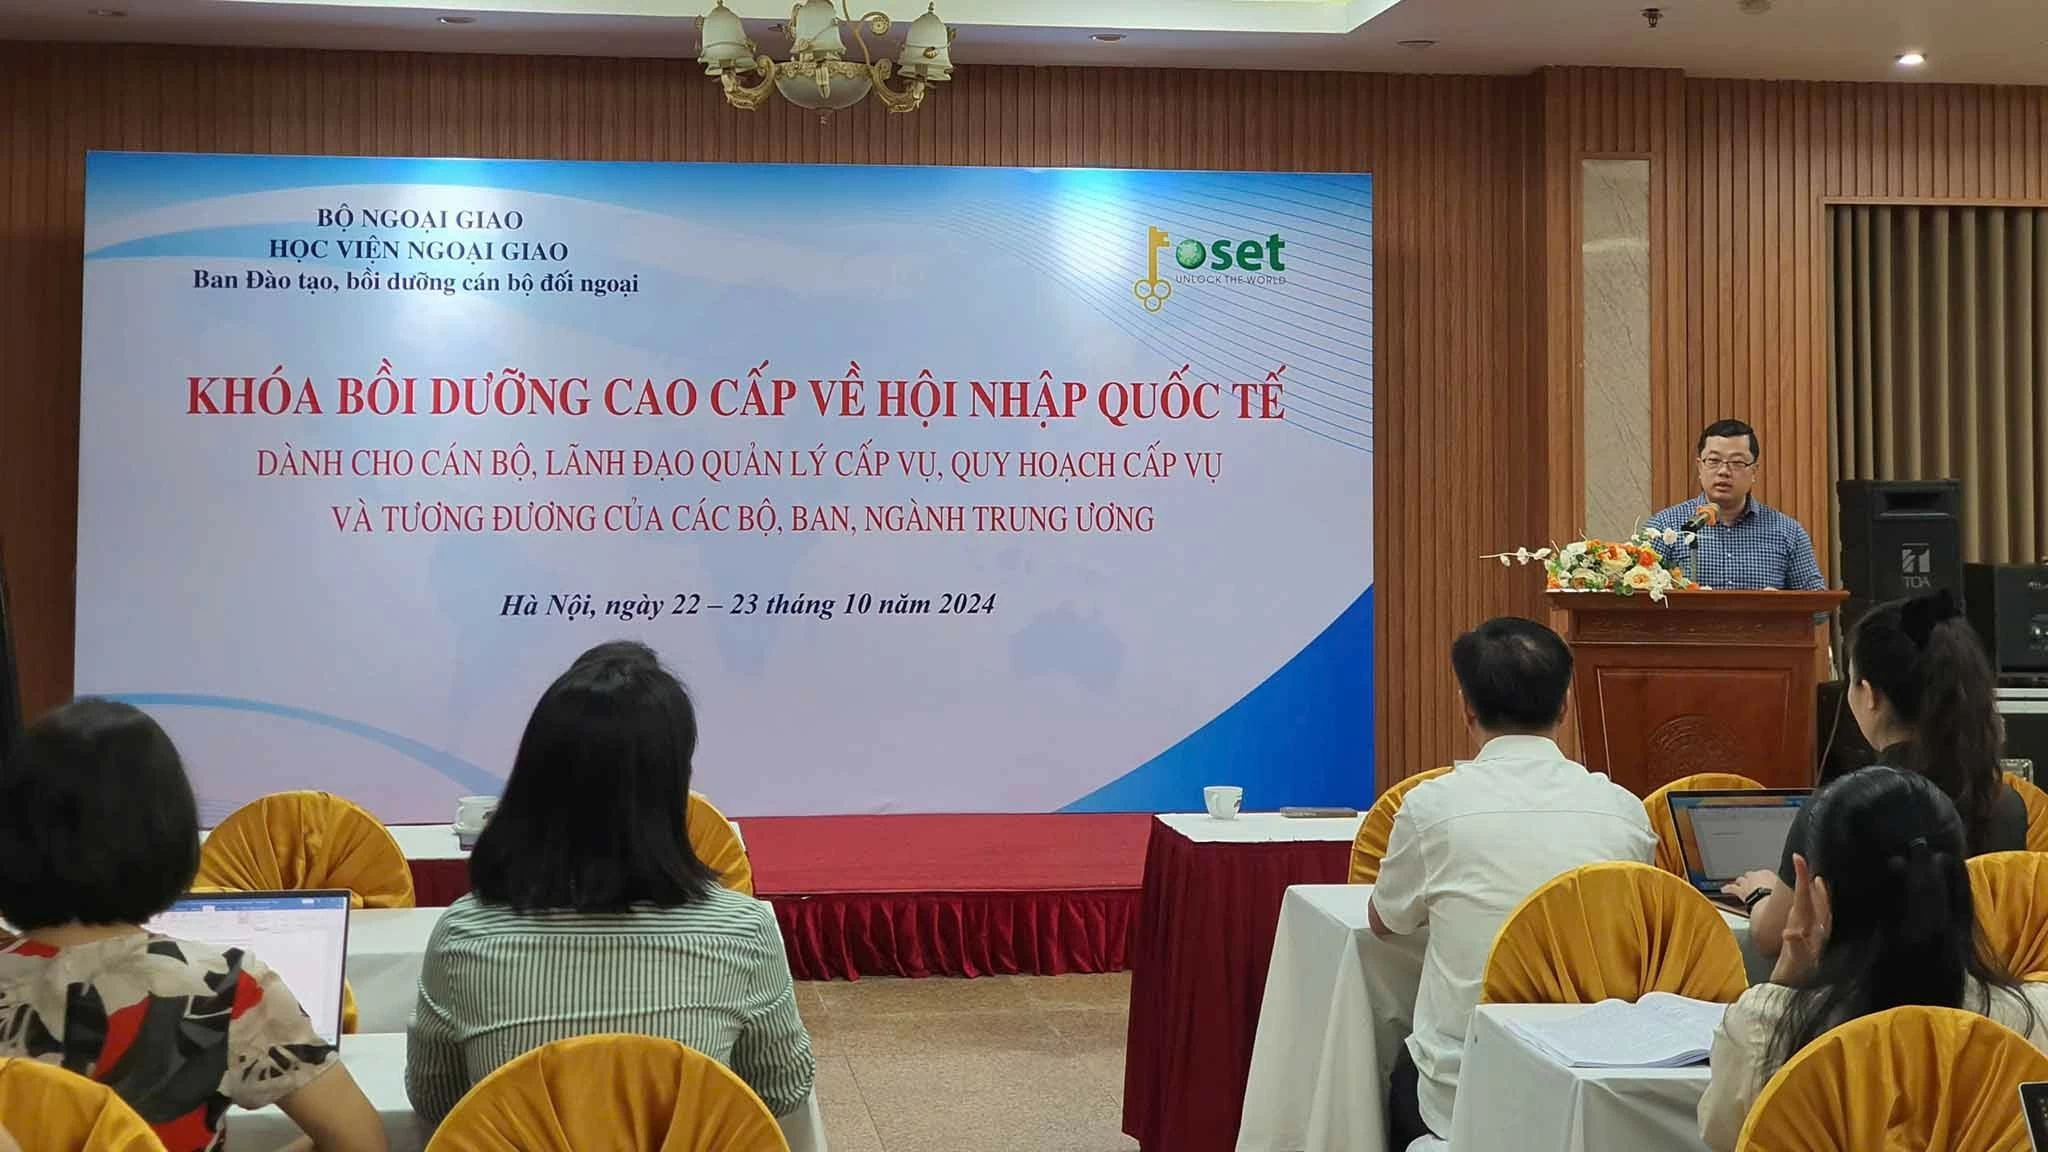 BỘ NGOẠI GIAO
HỌC VIỆN NGOẠI GIAO
Ban Đào tạo, bồi dưỡng cán bộ đối ngoại
foset
UNLOCK THE WORLD
KHÓA BỒI DƯỠNG CAO CẤP VỀ HỘI NHẬP QUỐC TẾ
DÀNH CHO CÁN BỘ, LÃNH ĐẠO QUẢN LÝ CẤP VỤ, QUY HOẠCH CẤP VỤ
VÀ TƯƠNG ĐƯƠNG CỦA CÁC BỘ, BAN, NGÀNH TRUNG ƯƠNG
Hà Nội, ngày 22 – 23 tháng 10 năm 2024
TOA